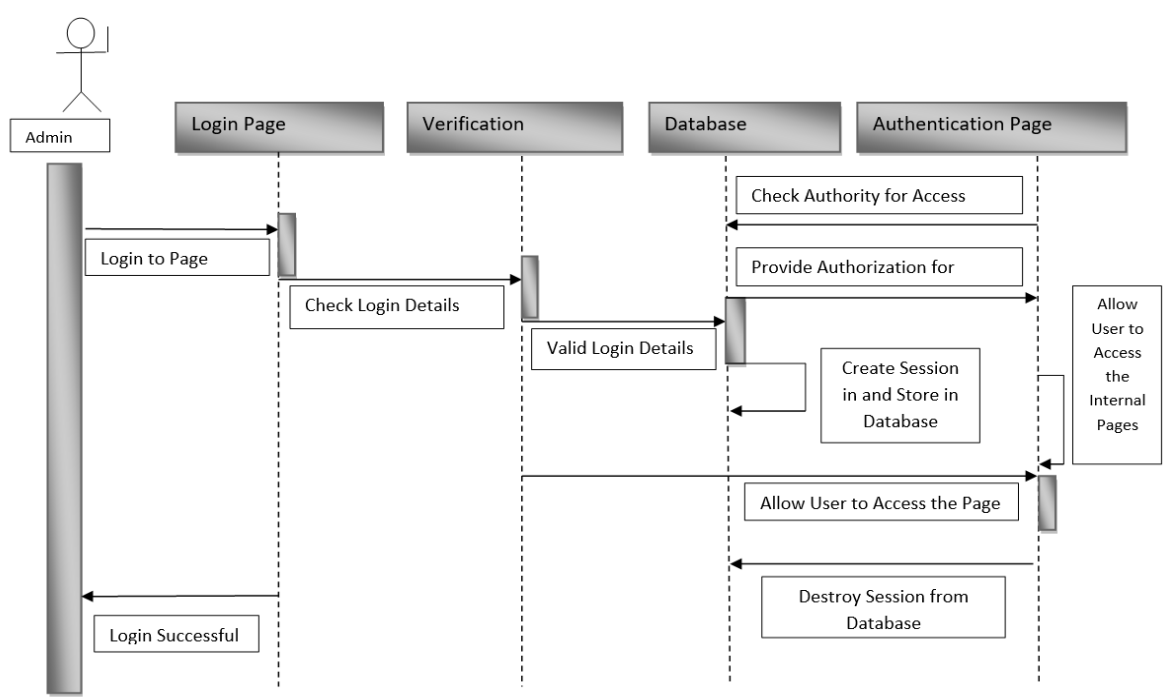 Admin
Login Page
Verification
Database
Authentication Page
Check Authority for Access
Login to Page
Provide Authorization for
Check Login Details
Allow
User to
Access
the
Internal
Pages
Valid Login Details
Create Session
in and Store in
Database
Allow User to Access the Page
Destroy Session from
Database
Login Successful